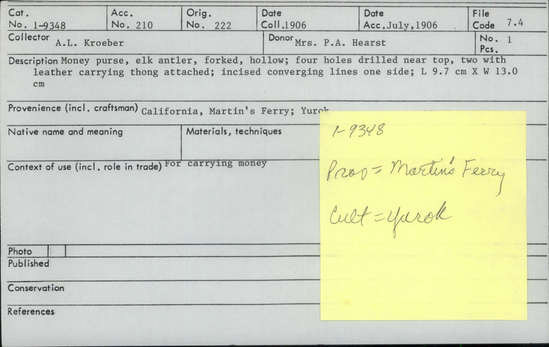 Cat. No. 1-9348 Acc. No. 210 Orig. No. 222 Date Coll. 1906 Date Acc. July, 1906 File Code 7.4
Collector A.L. Kroeber Donor Mrs. P.A. Hearst No. Pcs. 1
Description Money purse, elk antler, forked, hollow; four holes drilled near top, two with
leather carrying thong attached; incised converging lines one side; L 9.7 cm X W 13.0
cm
Provenience (incl. craftsman) California, Martin's Ferry; Yurok
Native name and meaning Materials, techniques
Context of use (incl. role in trade) For carrying money
Photo
Published
Conservation
References
1-9348
Prov = Martin's Ferry
Cult = Yurok